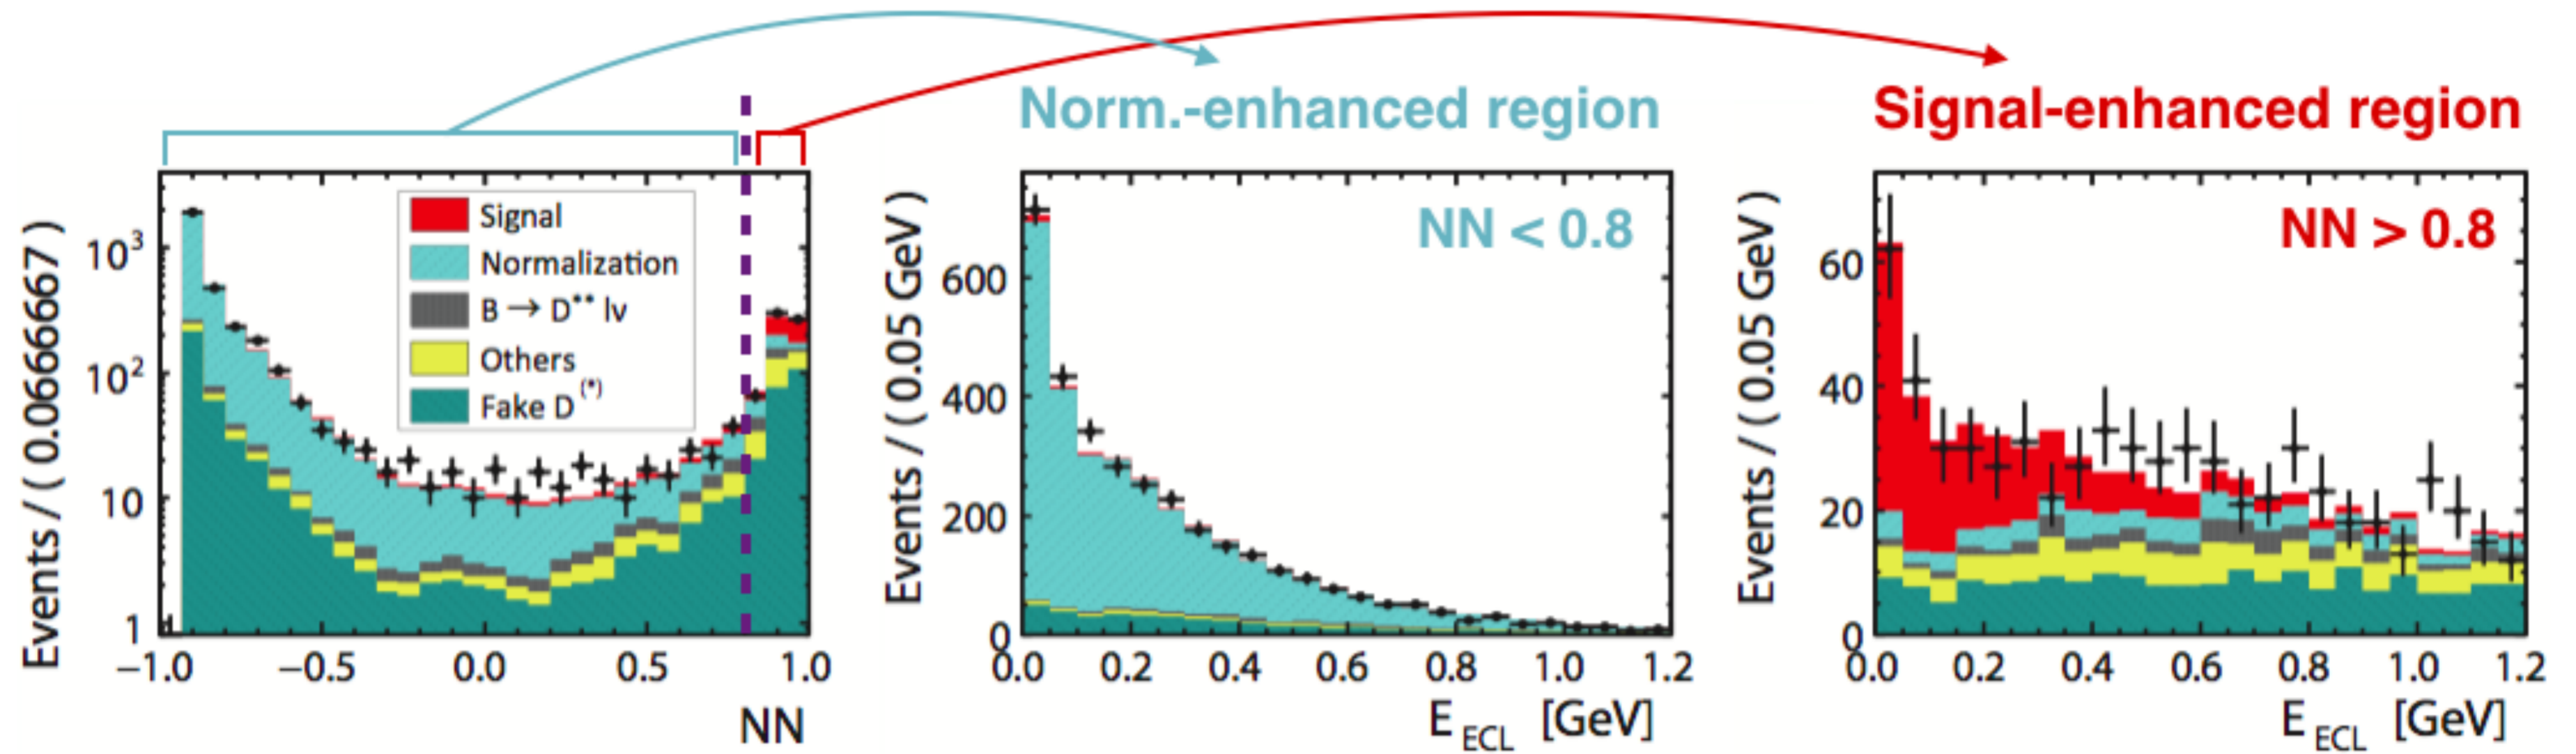 Norm.-enhanced region
Signal-enhanced region
Events / ( 0.0666667 )
10³
10²
10
1
−1.0 −0.5 0.0 0.5 1.0
NN
Signal
Normalization
B → D** lν
Others
Fake D(*)
Events / ( 0.05 GeV )
600
400
200
0
0.0 0.2 0.4 0.6 0.8 1.0 1.2
E ECL [GeV]
NN < 0.8
Events / ( 0.05 GeV )
60
40
20
0
0.0 0.2 0.4 0.6 0.8 1.0 1.2
E ECL [GeV]
NN > 0.8